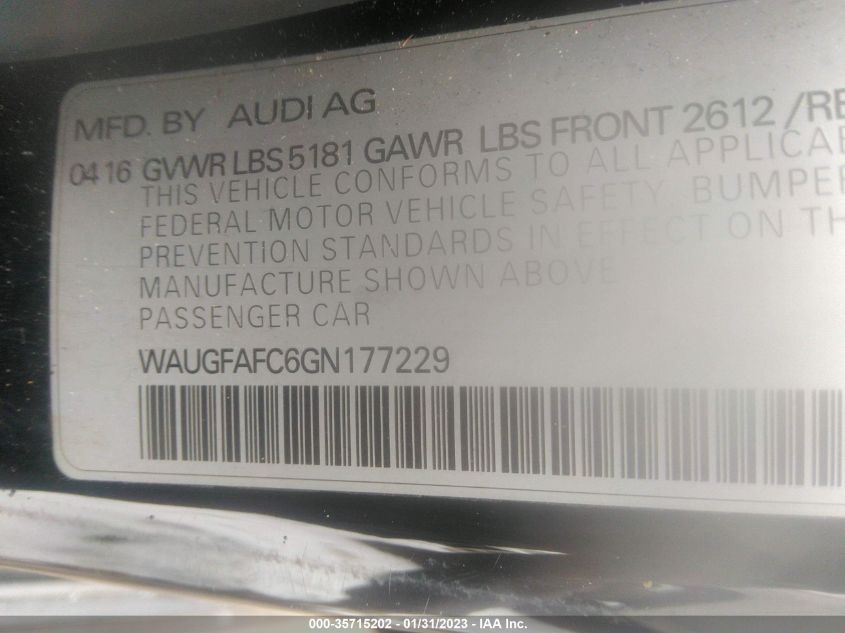 MFD. BY AUDI AG
04 16 GVWR LBS 5181 GAWR LBS FRONT 2612 /RE
THIS VEHICLE CONFORMS TO ALL APPLICAB
FEDERAL MOTOR VEHICLE SAFETY, BUMPER
PREVENTION STANDARDS IN EFFECT ON TH
MANUFACTURE SHOWN ABOVE
PASSENGER CAR
WAUGFAFC6GN177229
000-35715202 - 01/31/2023 - IAA Inc.